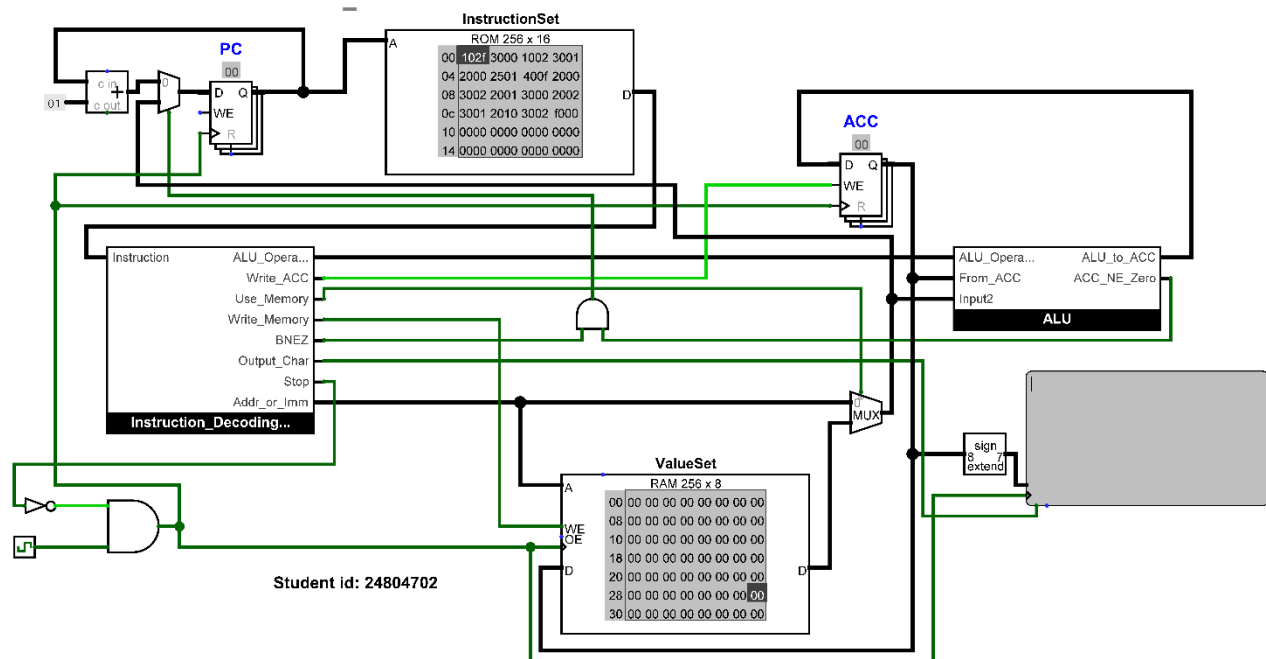 InstructionSet
ROM 256 x 16
A
00 102f 3000 1002 3001
04 2000 2501 400f 2000
08 3002 2001 3000 2002
0c 3001 2010 3002 f000
10 0000 0000 0000 0000
14 0000 0000 0000 0000
D
PC
00
c in
+
c out
01
0
D Q
WE
R
ACC
00
D Q
WE
R
Instruction
ALU_Opera...
Write_ACC
Use_Memory
Write_Memory
BNEZ
Output_Char
Stop
Addr_or_Imm
Instruction_Decoding...
ALU_Opera...
ALU_to_ACC
From_ACC
ACC_NE_Zero
Input2
ALU
0
MUX
sign
8 7
extend
ValueSet
RAM 256 x 8
A
WE
OE
D
00 00 00 00 00 00 00 00 00
08 00 00 00 00 00 00 00 00
10 00 00 00 00 00 00 00 00
18 00 00 00 00 00 00 00 00
20 00 00 00 00 00 00 00 00
28 00 00 00 00 00 00 00 00
30 00 00 00 00 00 00 00 00
D
Student id: 24804702